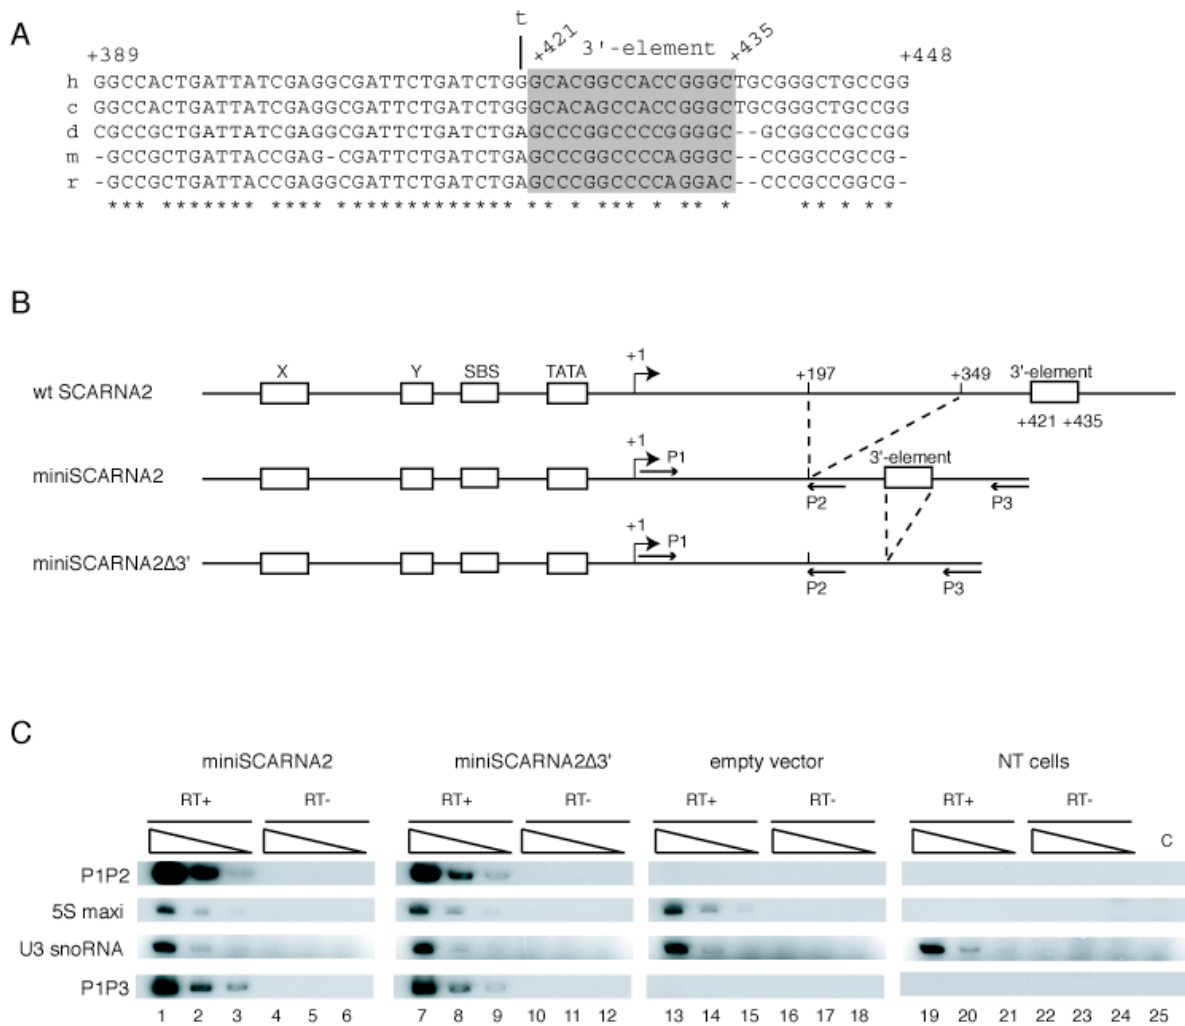 A
t
+389 +421 3'-element +435 +448
h GGCCACTGATTATCGAGGCGATTCTGATCTGGGCACGGCCACCGGGCTGCGGGCTGCCGG
c GGCCACTGATTATCGAGGCGATTCTGATCTGGGCACAGCCACCGGGCTGCGGGCTGCCGG
d CGCCGCTGATTATCGAGGCGATTCTGATCTGAGCCCGGCCCCGGGGC--GCGGCCGCCGG
m -GCCGCTGATTACCGAG-CGATTCTGATCTGAGCCCGGCCCCAGGGC--CCGGCCGCCG-
r -GCCGCTGATTACCGAGGCGATTCTGATCTGAGCCCGGCCCCAGGAC--CCCGCCGGCG-
*** ******* **** ************* ** * *** * ** * ** * * *
B
+1
X Y SBS TATA +197 +349 3'-element
wt SCARNA2
+421 +435
+1 P1 3'-element
miniSCARNA2
P2 P3
+1 P1
miniSCARNA2Δ3'
P2 P3
C
miniSCARNA2 miniSCARNA2Δ3' empty vector NT cells
RT+ RT- RT+ RT- RT+ RT- RT+ RT-
C
P1P2
5S maxi
U3 snoRNA
P1P3
1 2 3 4 5 6 7 8 9 10 11 12 13 14 15 16 17 18 19 20 21 22 23 24 25